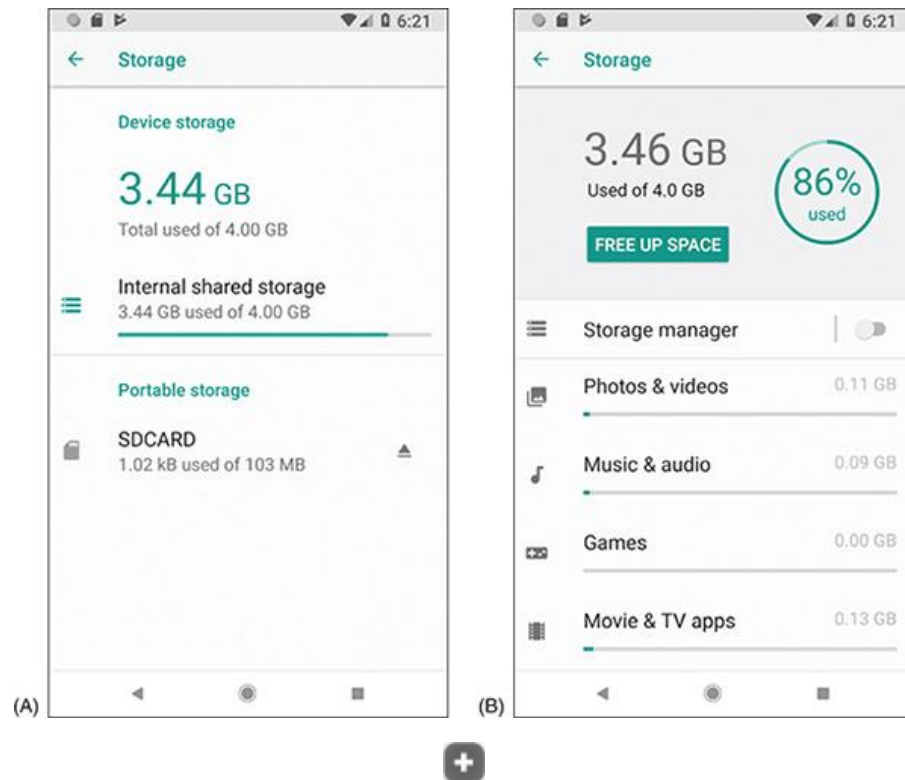 6:21
Storage
Device storage
3.44 GB
Total used of 4.00 GB
Internal shared storage
3.44 GB used of 4.00 GB
Portable storage
SDCARD
1.02 kB used of 103 MB
(A)
6:21
Storage
3.46 GB
Used of 4.0 GB
86%
used
FREE UP SPACE
Storage manager
Photos & videos 0.11 GB
Music & audio 0.09 GB
Games 0.00 GB
Movie & TV apps 0.13 GB
(B)